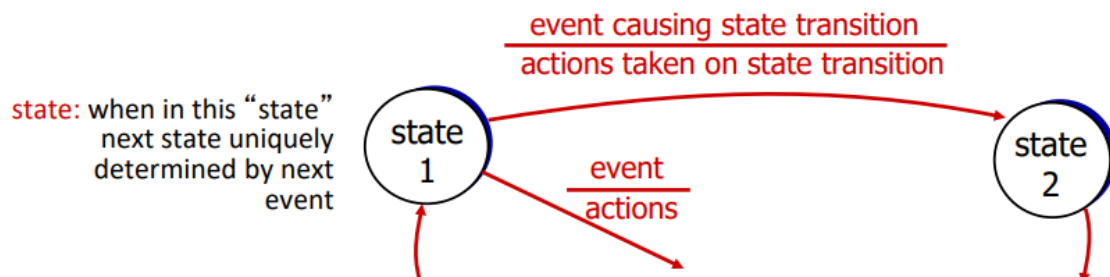 event causing state transition
actions taken on state transition
state: when in this “state”
next state uniquely
determined by next
event
state
1
event
actions
state
2